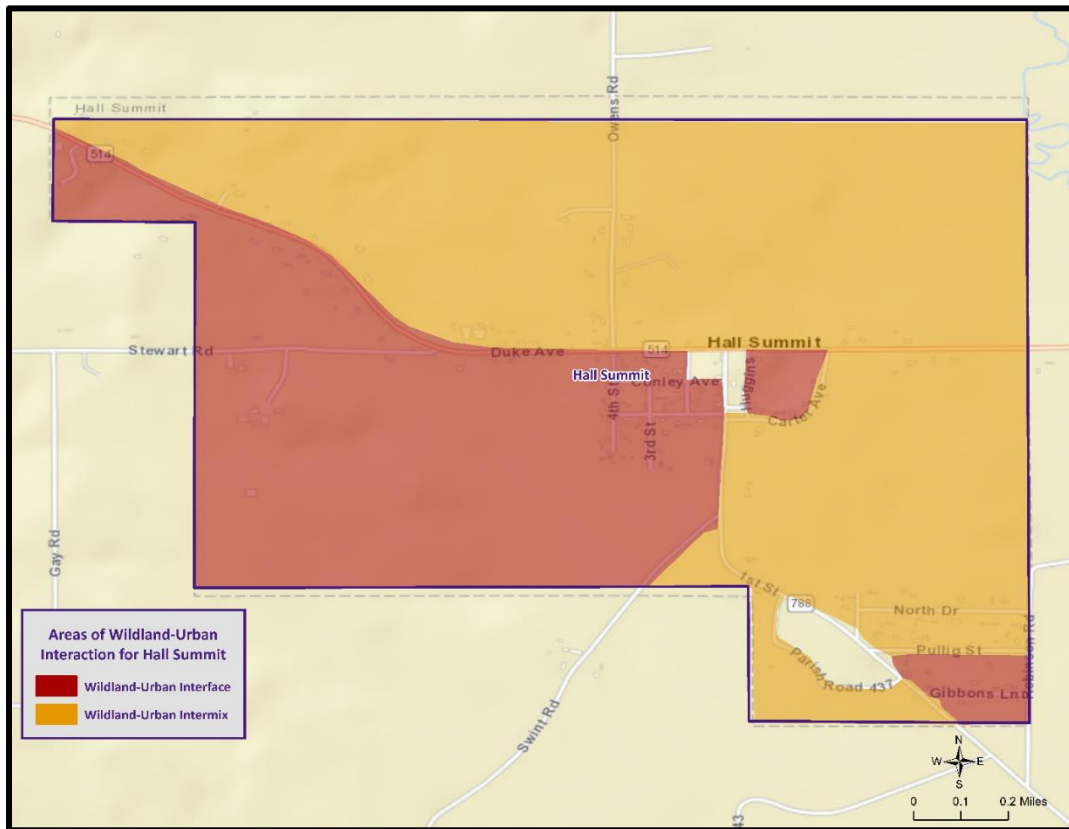 Hall Summit
Owens Rd
514
Stewart Rd
Duke Ave
514
Hall Summit
Hall Summit
Conley Ave
Huggins
4th St
3rd St
Carter Ave
Gay Rd
1st St
788
North Dr
Pullig St
Parish Road 437
Gibbons Ln
Robinson Rd
Swint Rd
Areas of Wildland-Urban
Interaction for Hall Summit
Wildland-Urban Interface
Wildland-Urban Intermix
N
W E
S
0 0.1 0.2 Miles
43